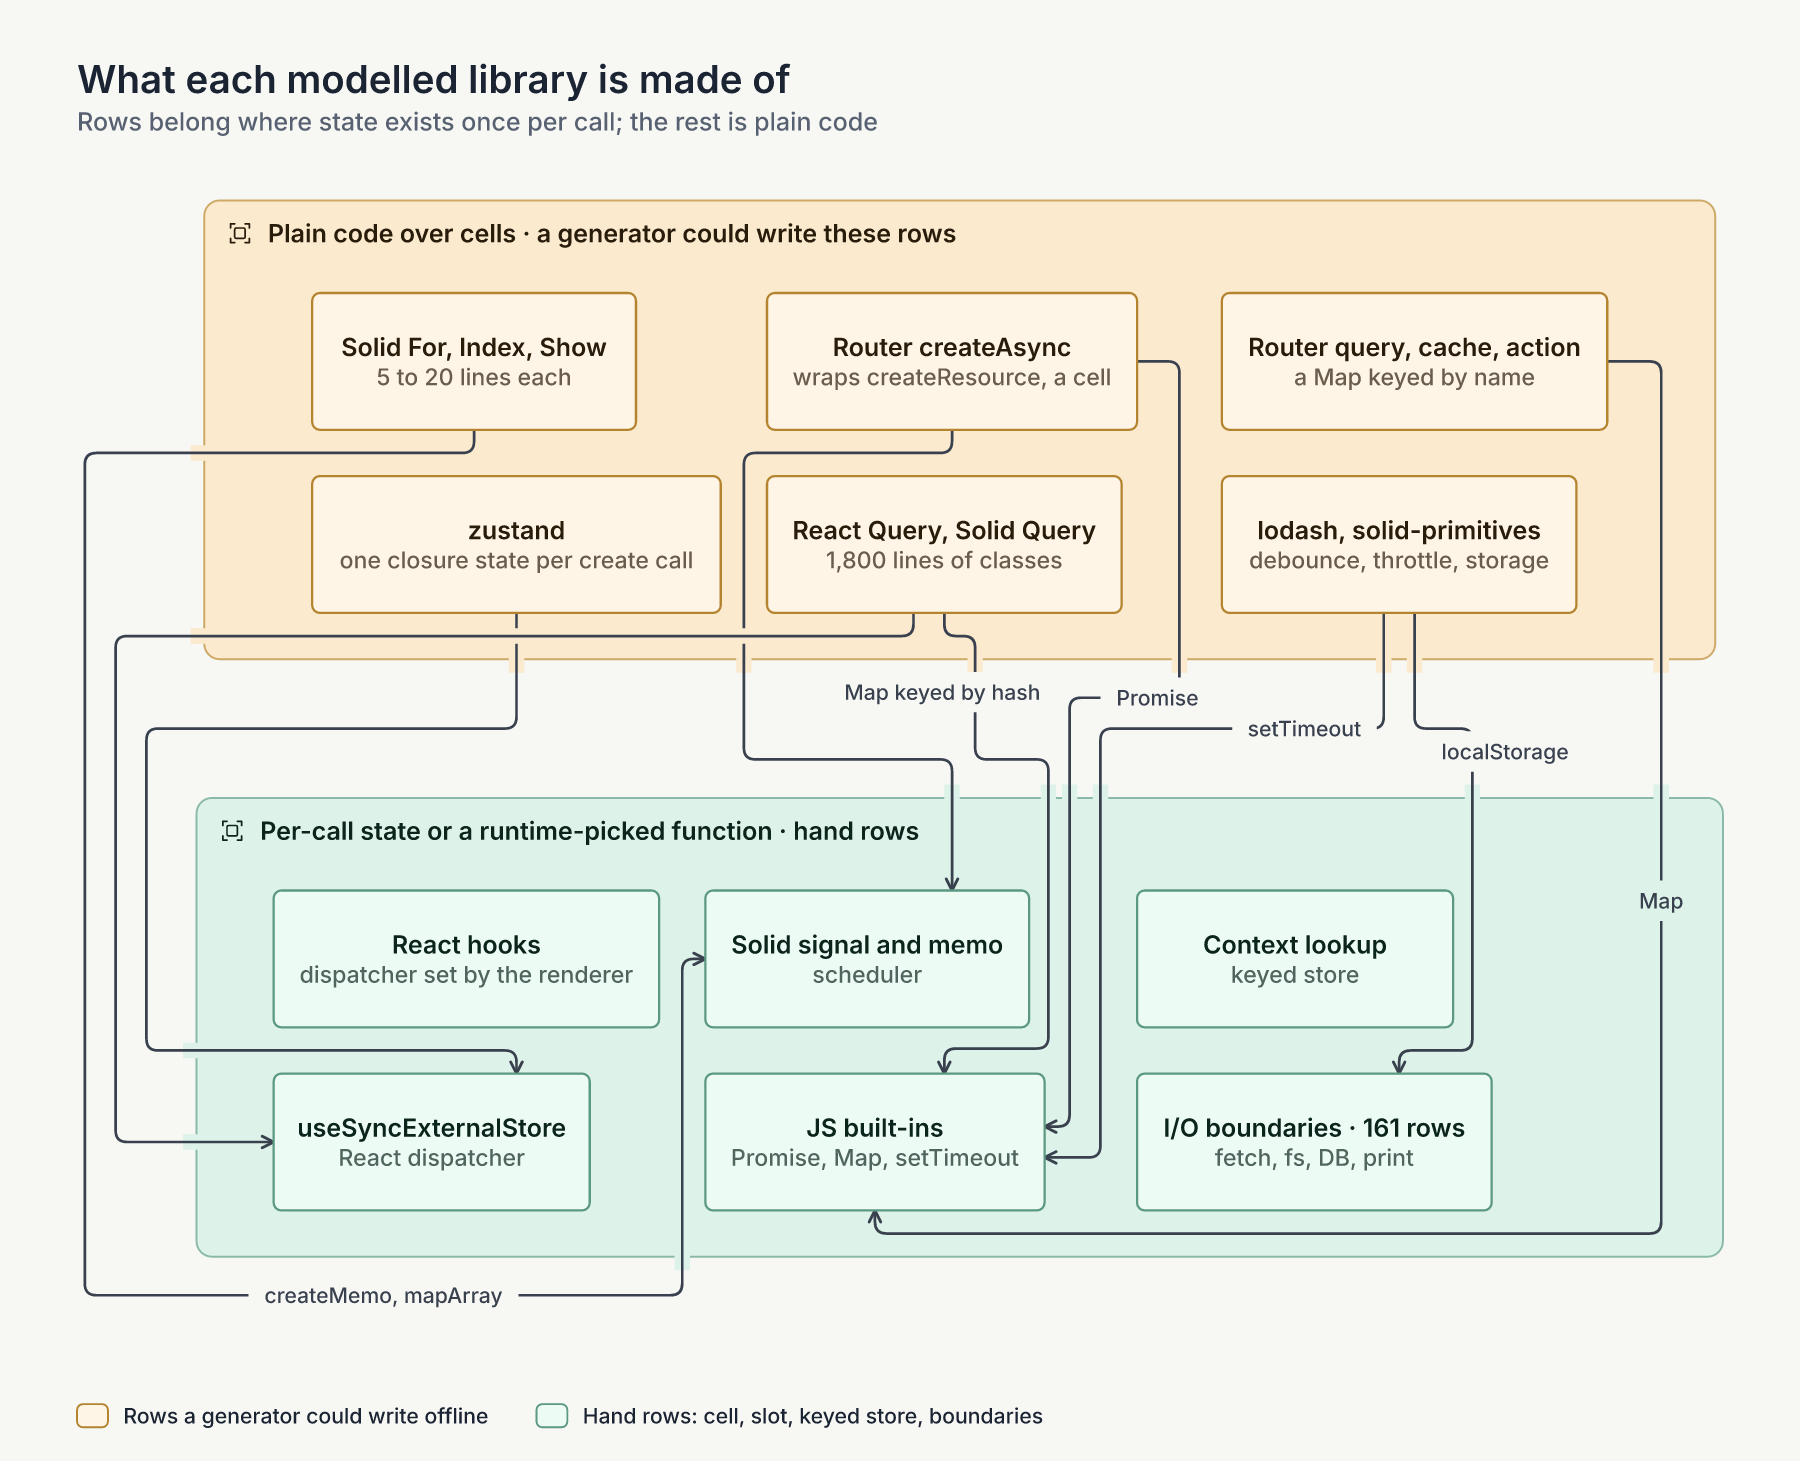 What each modelled library is made of
Rows belong where state exists once per call; the rest is plain code
Plain code over cells · a generator could write these rows
Solid For, Index, Show
5 to 20 lines each
Router createAsync
wraps createResource, a cell
Router query, cache, action
a Map keyed by name
zustand
one closure state per create call
React Query, Solid Query
1,800 lines of classes
lodash, solid-primitives
debounce, throttle, storage
Map keyed by hash
Promise
setTimeout
localStorage
Per-call state or a runtime-picked function · hand rows
React hooks
dispatcher set by the renderer
Solid signal and memo
scheduler
Context lookup
keyed store
Map
useSyncExternalStore
React dispatcher
JS built-ins
Promise, Map, setTimeout
I/O boundaries · 161 rows
fetch, fs, DB, print
createMemo, mapArray
Rows a generator could write offline
Hand rows: cell, slot, keyed store, boundaries